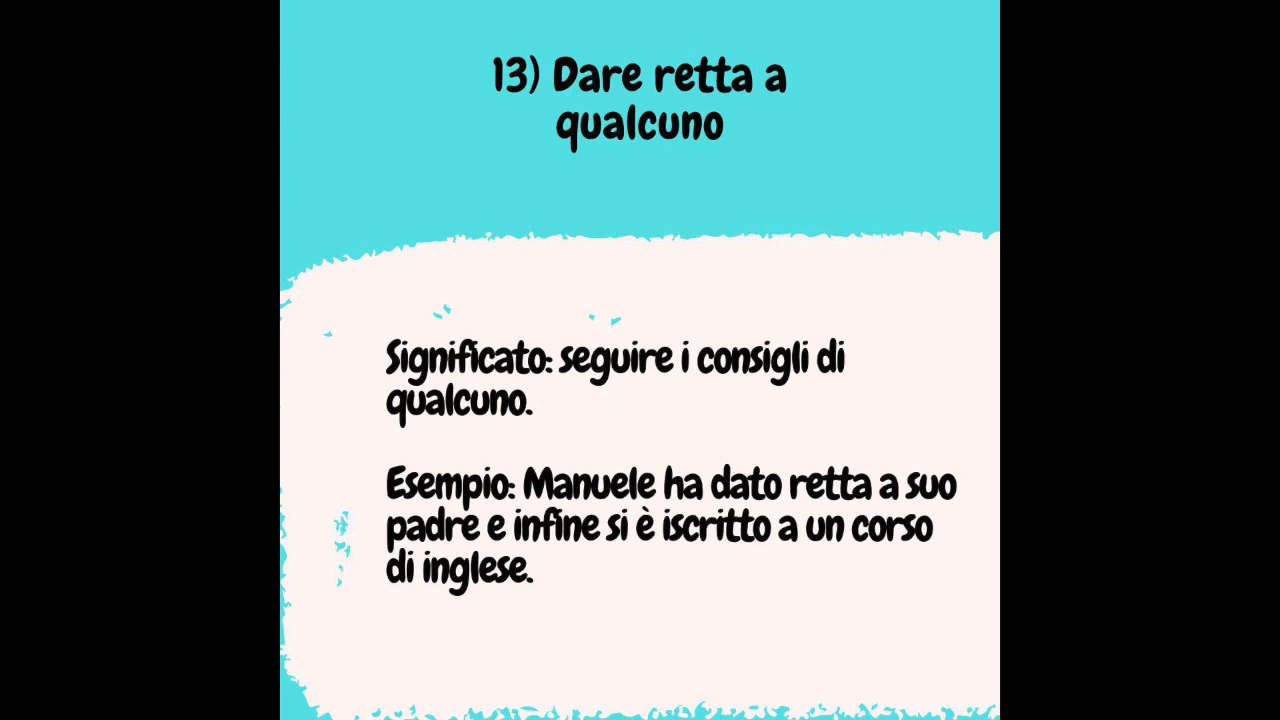 13) Dare retta a
qualcuno
Significato: seguire i consigli di
qualcuno.
Esempio: Manuele ha dato retta a suo
padre e infine si è iscritto a un corso
di inglese.